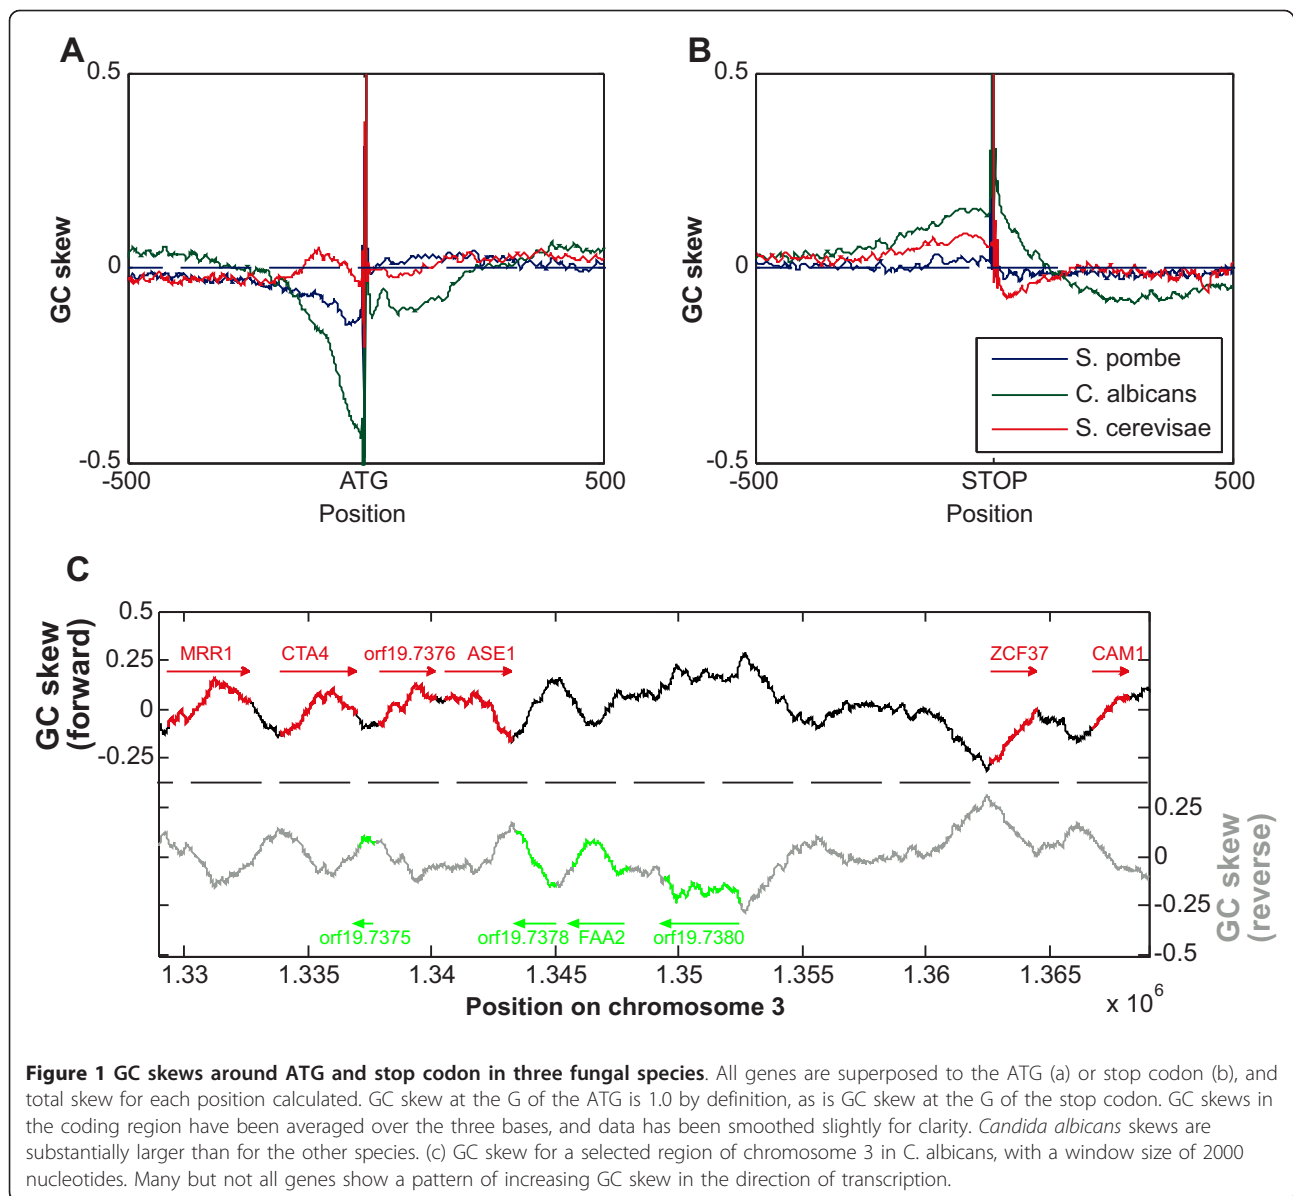 A
0.5
GC skew
0
-0.5
-500
ATG
500
Position
B
0.5
GC skew
0
-0.5
-500
STOP
500
Position
S. pombe
C. albicans
S. cerevisae
C
0.5
0.25
0
-0.25
GC skew
(forward)
MRR1
CTA4
orf19.7376
ASE1
ZCF37
CAM1
0.25
0
-0.25
-0.5
GC skew
(reverse)
orf19.7375
orf19.7378
FAA2
orf19.7380
1.33
1.335
1.34
1.345
1.35
1.355
1.36
1.365
Position on chromosome 3
x 10⁶
Figure 1 GC skews around ATG and stop codon in three fungal species. All genes are superposed to the ATG (a) or stop codon (b), and
total skew for each position calculated. GC skew at the G of the ATG is 1.0 by definition, as is GC skew at the G of the stop codon. GC skews in
the coding region have been averaged over the three bases, and data has been smoothed slightly for clarity. Candida albicans skews are
substantially larger than for the other species. (c) GC skew for a selected region of chromosome 3 in C. albicans, with a window size of 2000
nucleotides. Many but not all genes show a pattern of increasing GC skew in the direction of transcription.